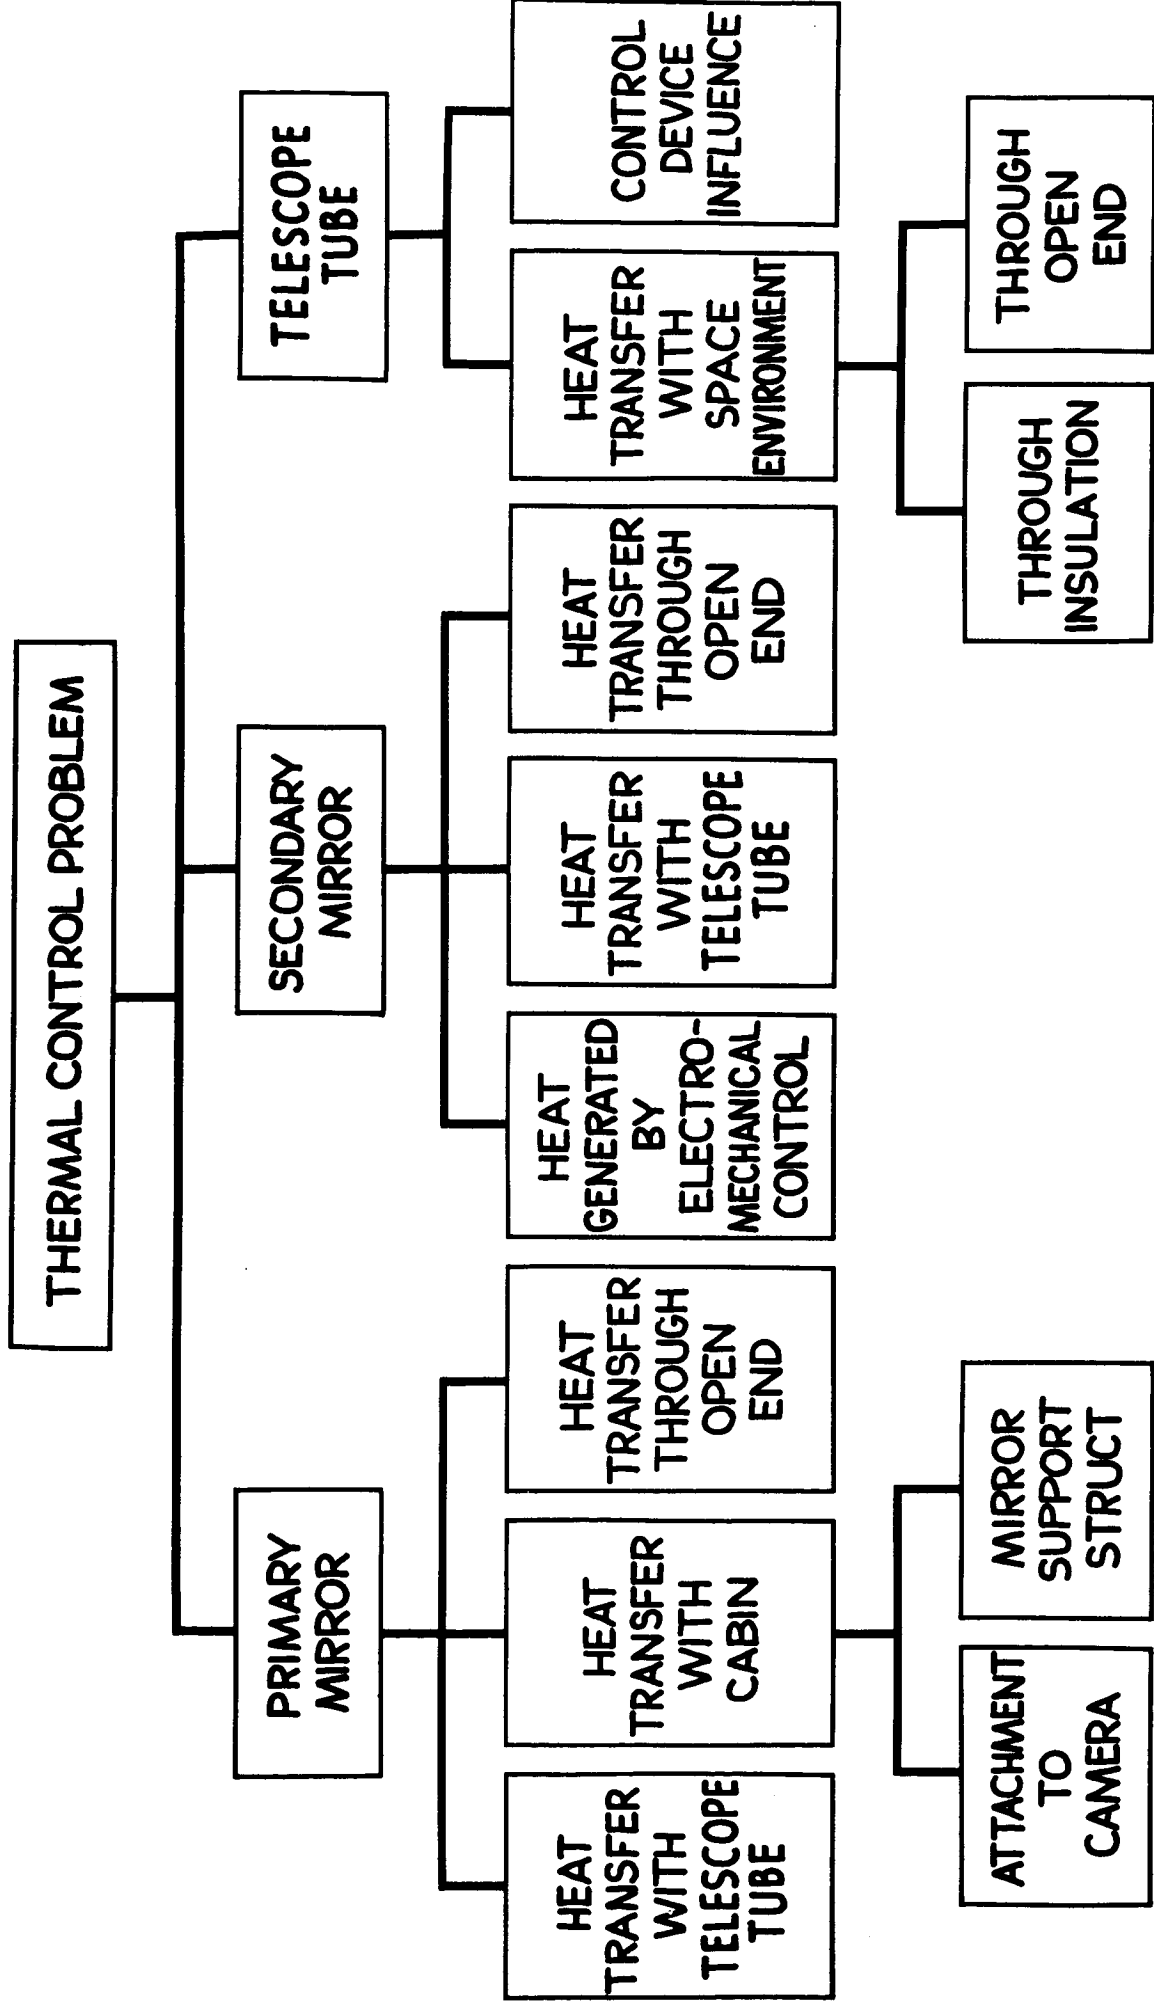 THERMAL CONTROL PROBLEM
PRIMARY
MIRROR
SECONDARY
MIRROR
TELESCOPE
TUBE
HEAT
TRANSFER
WITH
TELESCOPE
TUBE
HEAT
TRANSFER
WITH
CABIN
HEAT
TRANSFER
THROUGH
OPEN
END
HEAT
GENERATED
BY
ELECTRO-
MECHANICAL
CONTROL
HEAT
TRANSFER
WITH
TELESCOPE
TUBE
HEAT
TRANSFER
THROUGH
OPEN
END
HEAT
TRANSFER
WITH
SPACE
ENVIRONMENT
CONTROL
DEVICE
INFLUENCE
ATTACHMENT
TO
CAMERA
MIRROR
SUPPORT
STRUCT
THROUGH
INSULATION
THROUGH
OPEN
END